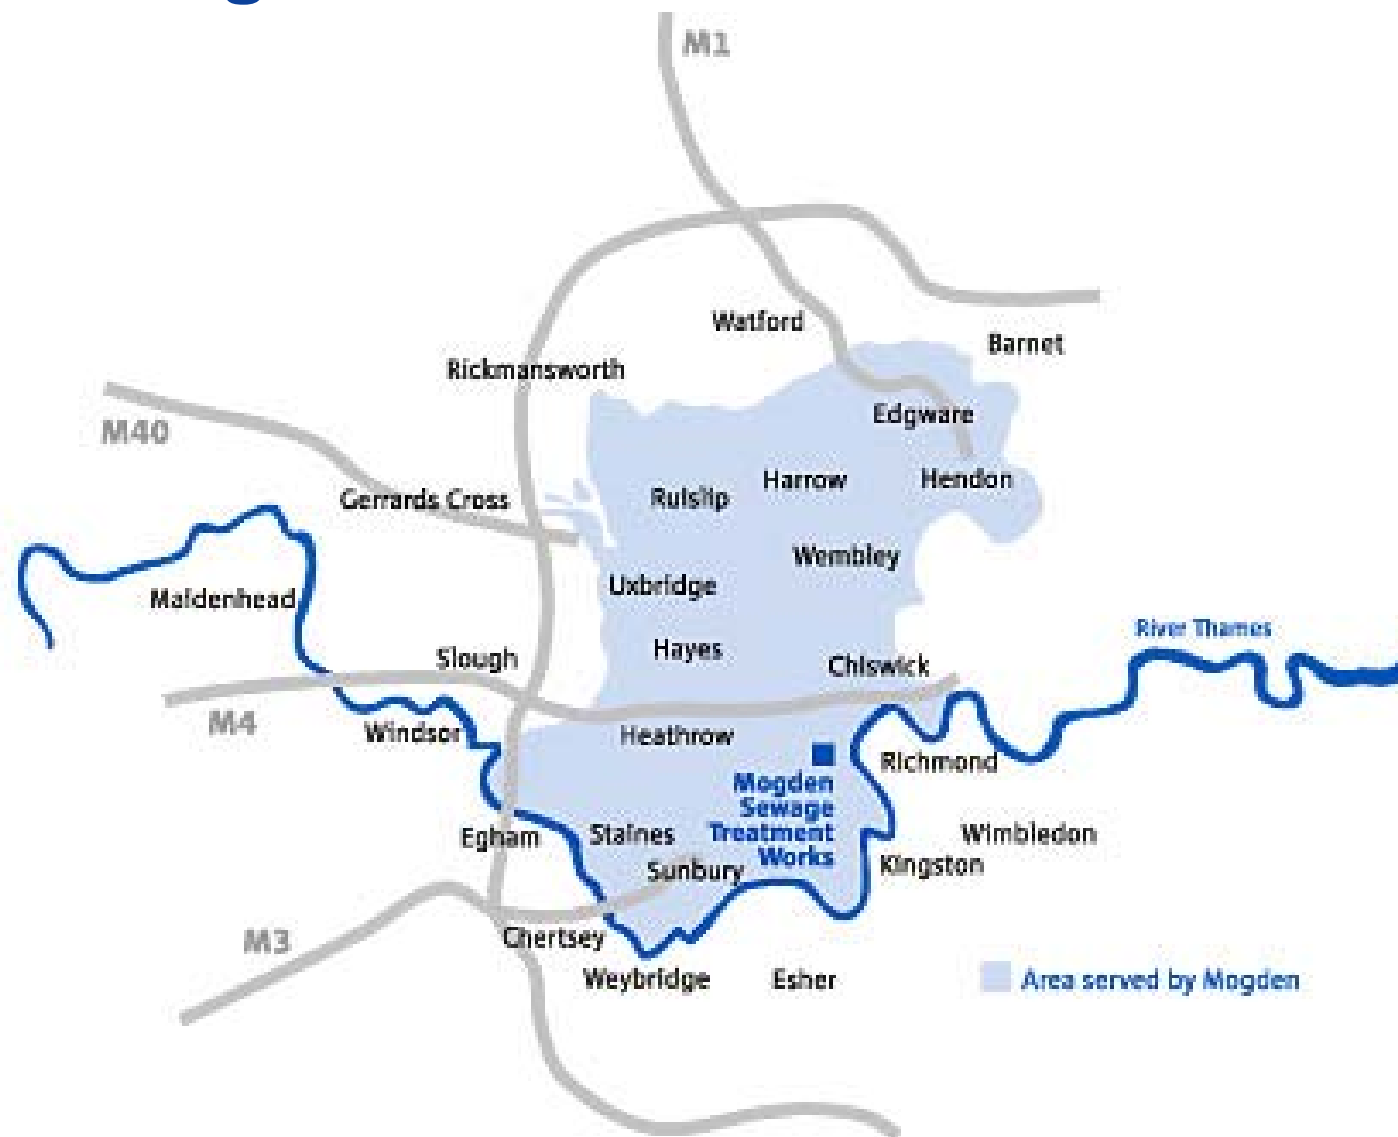 M1
Watford
Barnet
Rickmansworth
Edgware
M40
Gerrards Cross
Ruislip
Harrow
Hendon
Wembley
Maidenhead
Uxbridge
River Thames
Slough
Hayes
Chiswick
M4
Windsor
Heathrow
Richmond
Mogden
Sewage
Treatment
Works
Egham
Staines
Wimbledon
Sunbury
Kingston
M3
Chertsey
Weybridge
Esher
Area served by Mogden